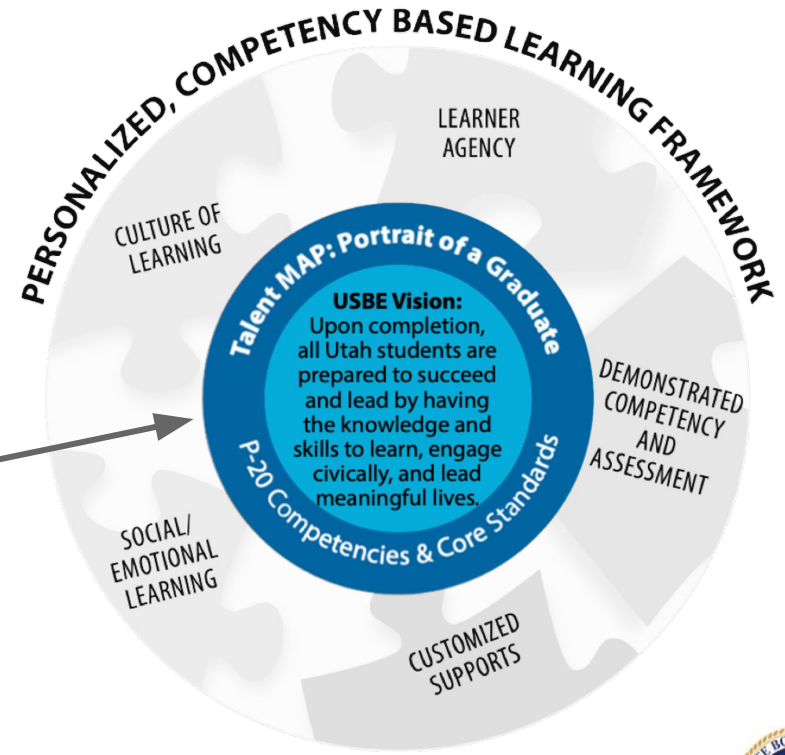 PERSONALIZED, COMPETENCY BASED LEARNING FRAMEWORK
LEARNER
AGENCY
CULTURE OF
LEARNING
Talent MAP: Portrait of a Graduate
USBE Vision:
Upon completion,
all Utah students are
prepared to succeed
and lead by having
the knowledge and
skills to learn, engage
civically, and lead
meaningful lives.
P-20 Competencies & Core Standards
DEMONSTRATED
COMPETENCY
AND
ASSESSMENT
SOCIAL/
EMOTIONAL
LEARNING
CUSTOMIZED
SUPPORTS